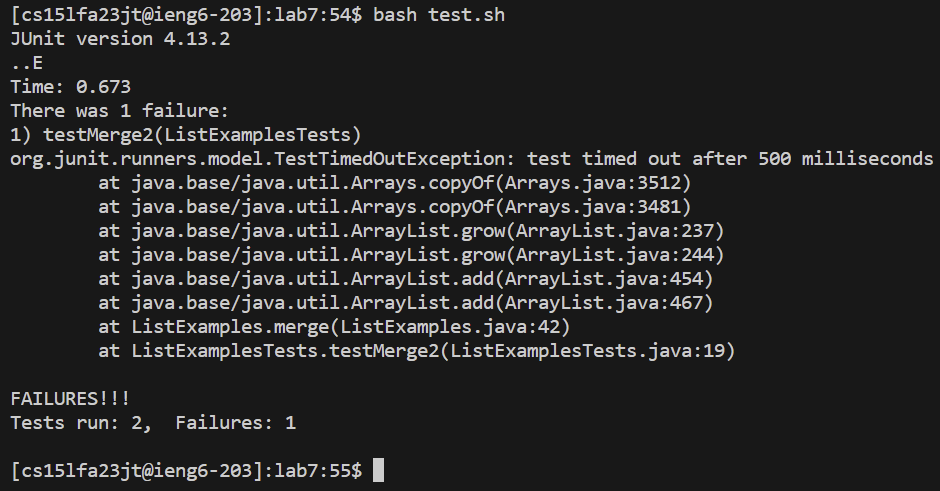 [cs15lfa23jt@ieng6-203]:lab7:54$ bash test.sh
JUnit version 4.13.2
..E
Time: 0.673
There was 1 failure:
1) testMerge2(ListExamplesTests)
org.junit.runners.model.TestTimedOutException: test timed out after 500 milliseconds
        at java.base/java.util.Arrays.copyOf(Arrays.java:3512)
        at java.base/java.util.Arrays.copyOf(Arrays.java:3481)
        at java.base/java.util.ArrayList.grow(ArrayList.java:237)
        at java.base/java.util.ArrayList.grow(ArrayList.java:244)
        at java.base/java.util.ArrayList.add(ArrayList.java:454)
        at java.base/java.util.ArrayList.add(ArrayList.java:467)
        at ListExamples.merge(ListExamples.java:42)
        at ListExamplesTests.testMerge2(ListExamplesTests.java:19)
FAILURES!!!
Tests run: 2,  Failures: 1
[cs15lfa23jt@ieng6-203]:lab7:55$